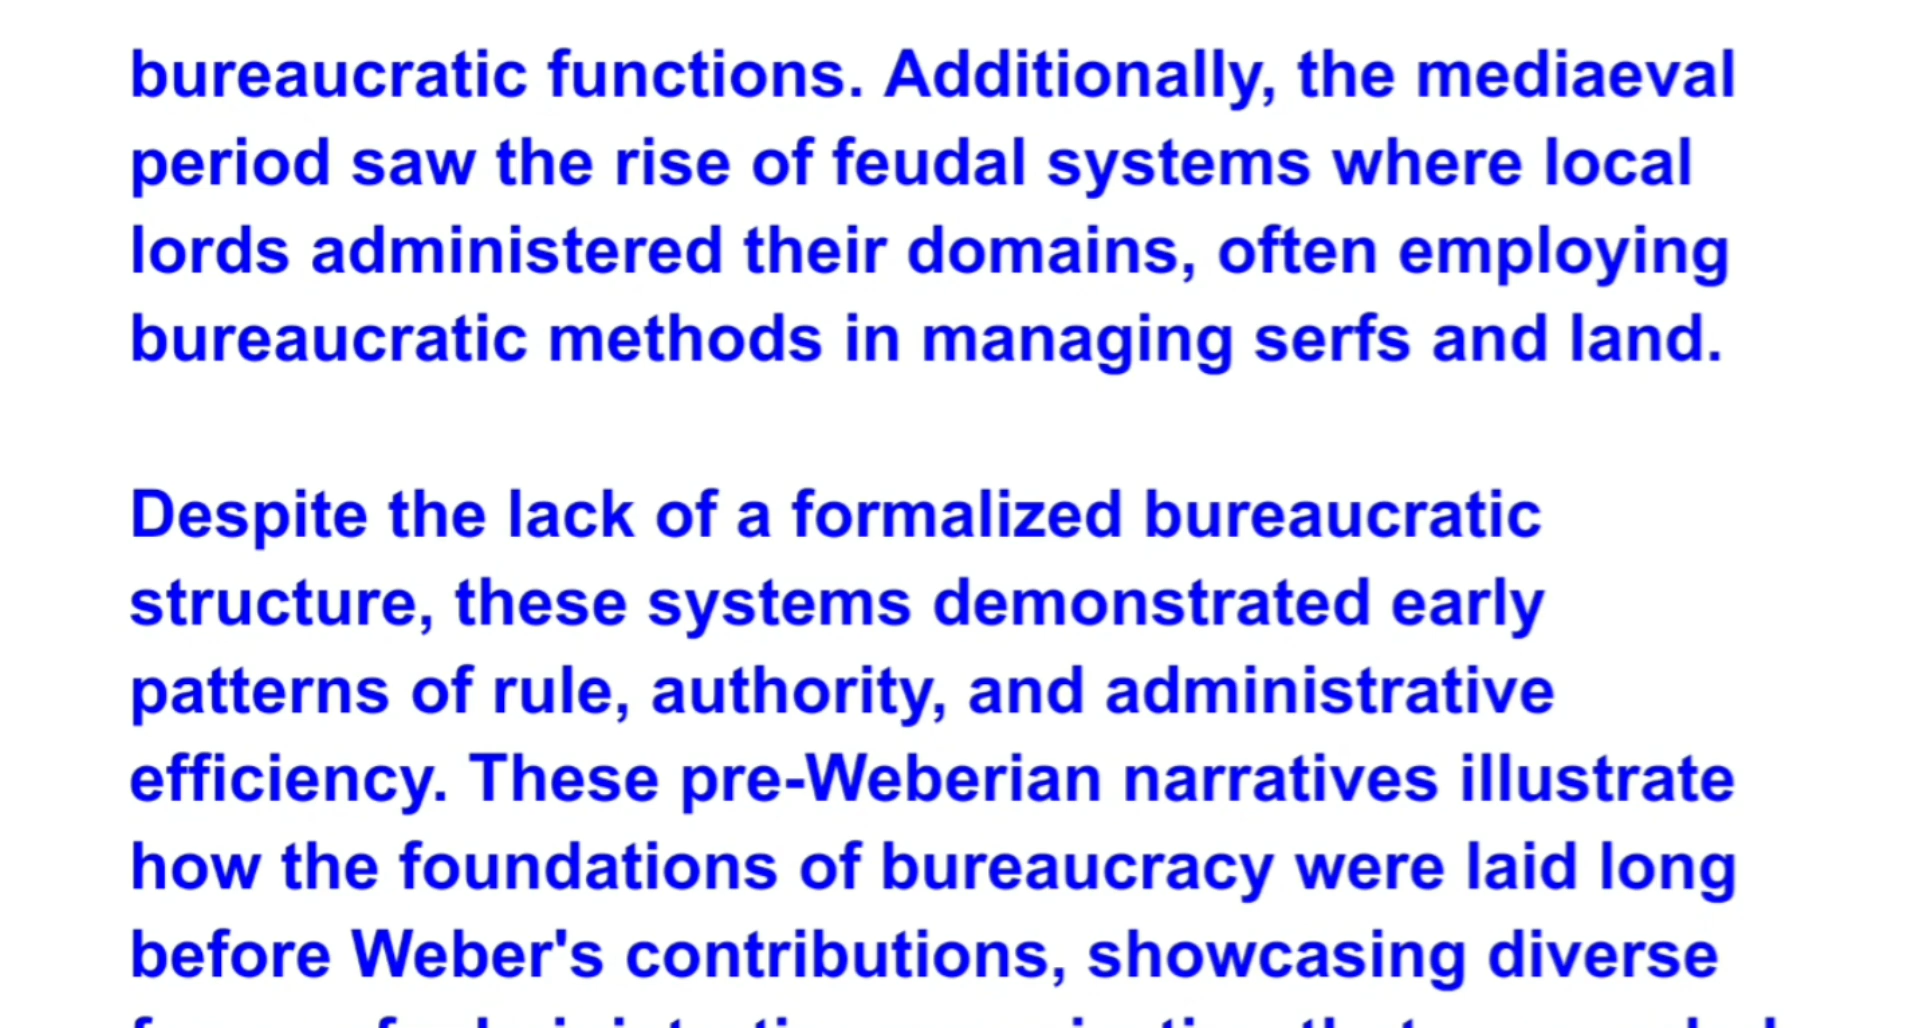 bureaucratic functions. Additionally, the mediaeval
period saw the rise of feudal systems where local
lords administered their domains, often employing
bureaucratic methods in managing serfs and land.
Despite the lack of a formalized bureaucratic
structure, these systems demonstrated early
patterns of rule, authority, and administrative
efficiency. These pre-Weberian narratives illustrate
how the foundations of bureaucracy were laid long
before Weber's contributions, showcasing diverse